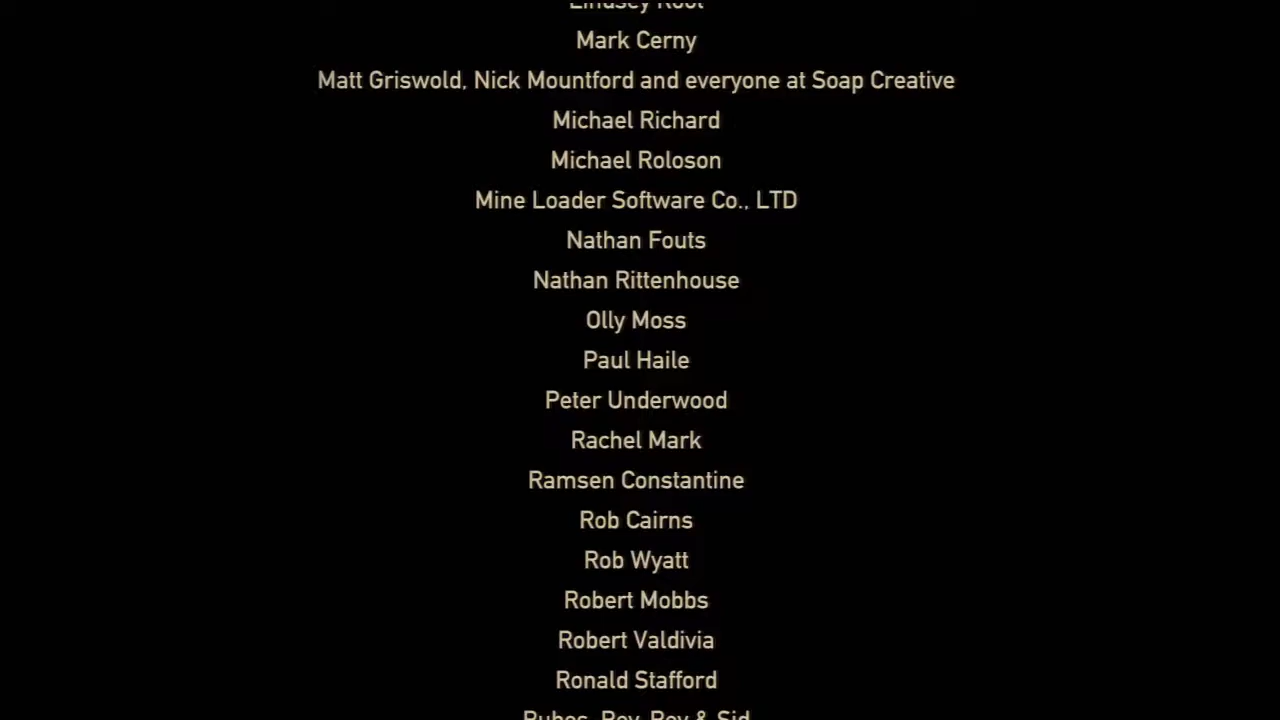 Mark Cerny
Matt Griswold, Nick Mountford and everyone at Soap Creative
Michael Richard
Michael Roloson
Mine Loader Software Co., LTD
Nathan Fouts
Nathan Rittenhouse
Olly Moss
Paul Haile
Peter Underwood
Rachel Mark
Ramsen Constantine
Rob Cairns
Rob Wyatt
Robert Mobbs
Robert Valdivia
Ronald Stafford